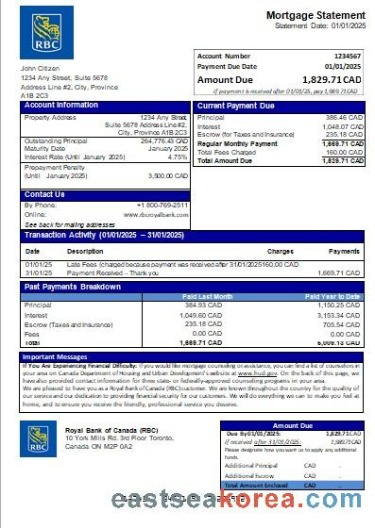 Mortgage Statement
Statement Date: 01/01/2025
RBC
Account Number 1234567
Payment Due Date 01/01/2025
Amount Due 1,829.71 CAD
If payment is received after 01/01/25, pay
John Citizen
1234 Any Street, Suite 5678
Address Line #2, City, Province
A1B 2C3
Account Information
Property Address 1234 Any Street,
Suite 5678 Address Line#2,
City, Province A1B 2C3
Outstanding Principal 264,776.43 CAD
Maturity Date January 2025
Interest Rate (Until January 2025) 4.75%
Prepayment Penalty
(Until January 2025) 3,500.00 CAD
Current Payment Due
Principal 386.46 CAD
Interest 1,048.07 CAD
Escrow (for Taxes and Insurance) 235.18 CAD
Regular Monthly Payment 1,669.71 CAD
Total Fees Charged 160.00 CAD
Total Amount Due 1,829.71 CAD
Contact Us
By Phone: +1 800-769-2511
Online: www.rbcroyalbank.com
See back for mailing addresses
Transaction Activity (01/01/2025 – 31/01/2025)
Date Description Charges Payments
01/01/25 Late Fees (charged because payment was received after 31/01/2025 160.00 CAD
31/01/25 Payment Received – Thank you 1,669.71 CAD
Past Payments Breakdown
Paid Last Month Paid Year to Date
Principal 384.93 CAD 1,150.25 CAD
Interest 1,049.60 CAD 3,153.34 CAD
Escrow (Taxes and Insurance) 235.18 CAD 705.54 CAD
Fees 0.00 CAD 0.00 CAD
Total 1,669.71 CAD 5,009.13 CAD
Important Messages
If You Are Experiencing Financial Difficulty: If you would like mortgage counseling or assistance, you can find a list of counselors in
your area on Canada Department of Housing and Urban Development's website at www.hud.gov. On the back of this page, we
have also provided contact information for three state- or federally-approved counseling programs in your area.
We are pleased to have you as a Royal Bank of Canada (RBC) customer. We are known throughout the country for the quality of
our service and our dedication to providing financial security for our customers. We will do everything we can to make you feel at
home, and to ensure you receive the friendly, professional service you deserve.
RBC
Royal Bank of Canada (RBC)
10 York Mills Rd. 3rd Floor Toronto,
Canada ON M2P 0A2
Amount Due
Due By 01/01/2025: 1,829.71 CAD
If received after 31/01/2025:
Please designate how you want us to apply any additional
funds.
Additional Principal CAD
Additional Escrow CAD
Total Amount Enclosed CAD
eastseakorea.com